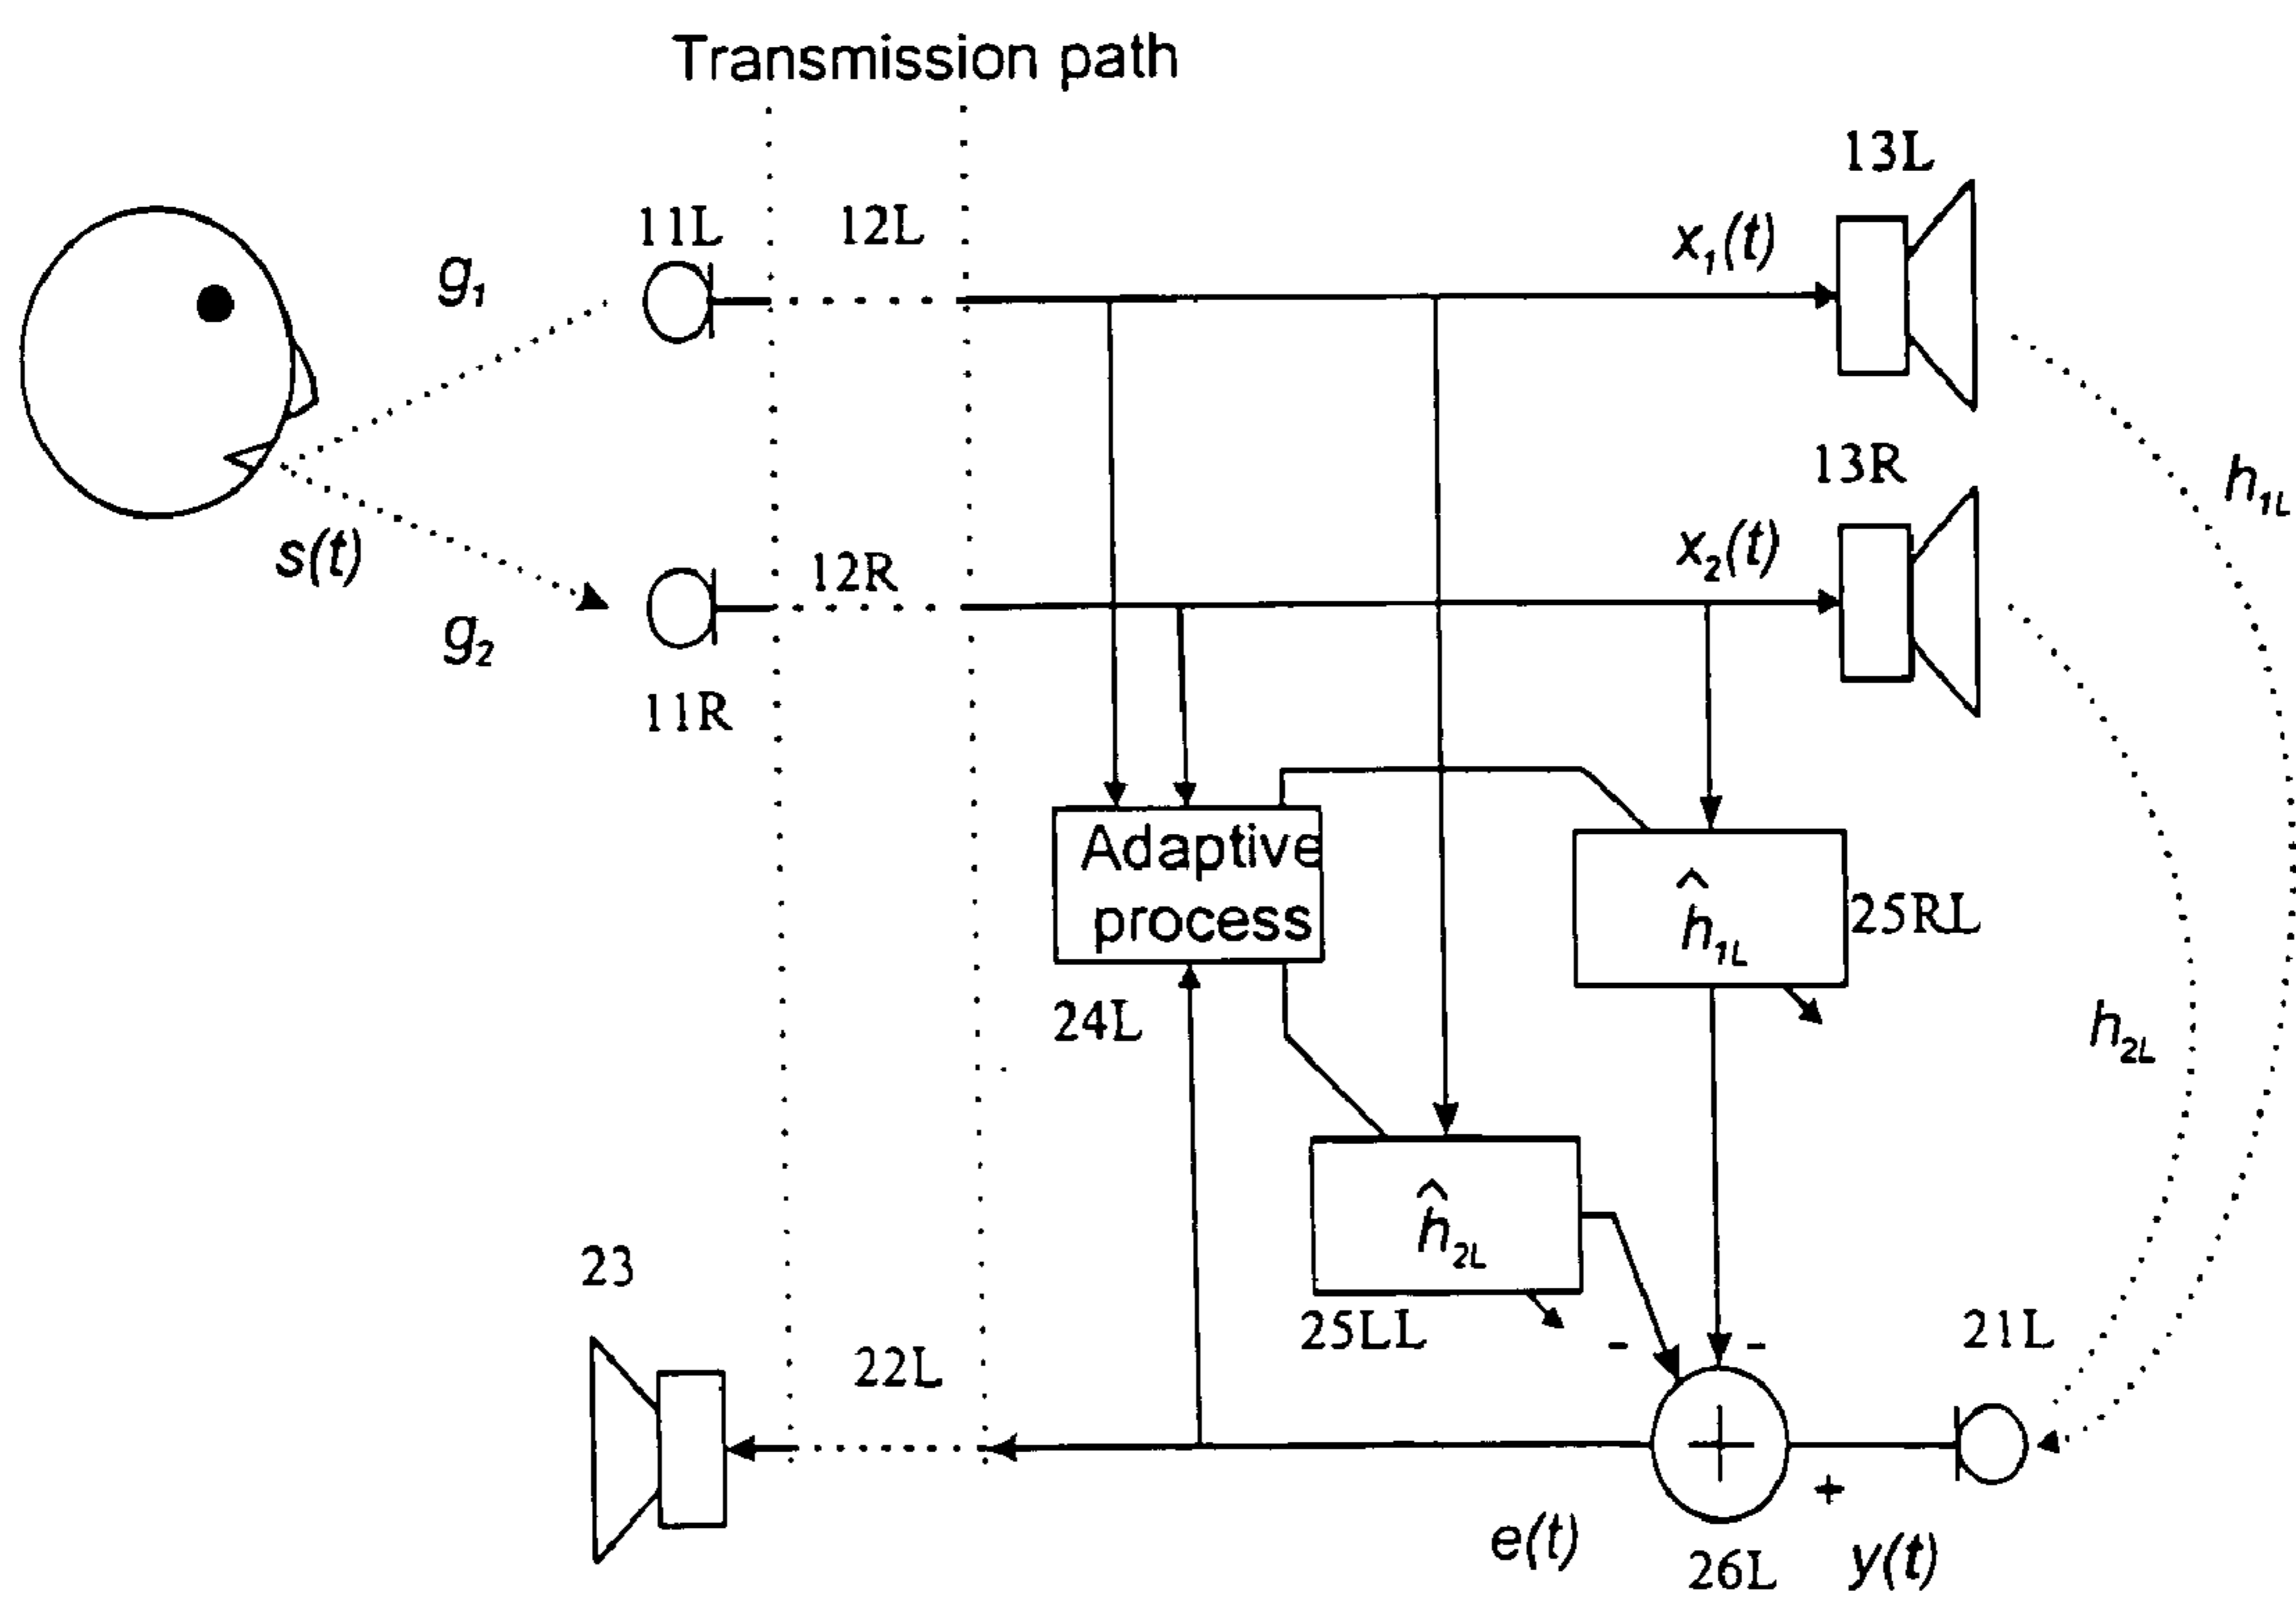 Transmission path
13L
11L
12L
x₁(t)
g₁
13R
h₁L
s(t)
12R
x₂(t)
g₂
11R
Adaptive
process
ĥ₁L
25RL
24L
h₂L
ĥ₂L
23
25LL
-
-
21L
22L
+
+
e(t)
26L
y(t)